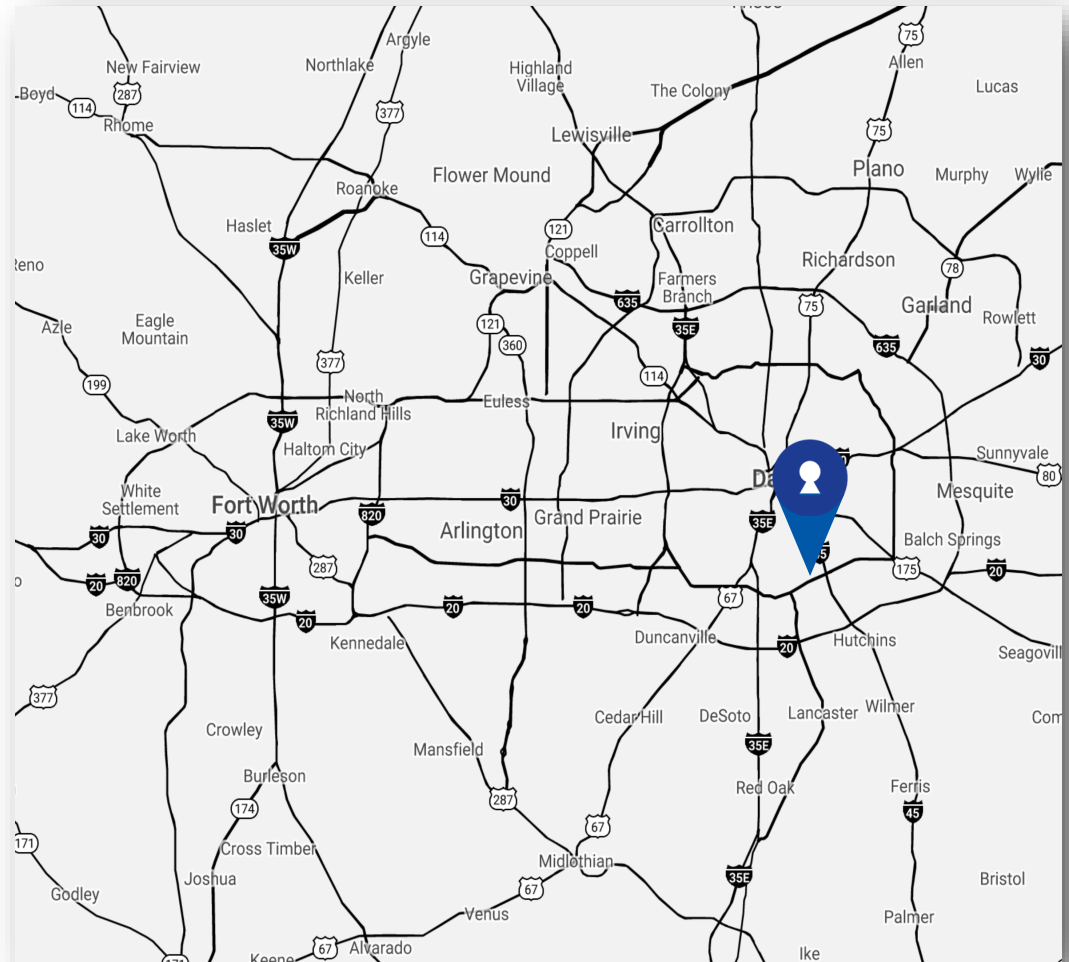 Argyle
75
New Fairview
Northlake
Highland
Village
Allen
Lucas
Boyd
114
287
377
The Colony
Rhome
Lewisville
75
Plano
Roanoke
Flower Mound
Murphy
Wylie
Haslet
35W
114
121
Carrollton
Coppell
Richardson
78
Keller
Grapevine
Farmers
Branch
635
75
Garland
Rowlett
Azle
Eagle
Mountain
121
360
35E
635
30
377
199
114
North
Richland Hills
Euless
35W
Lake Worth
Haltom City
Irving
Sunnyvale
80
White
Settlement
Fort Worth
30
820
Arlington
Grand Prairie
35E
Mesquite
30
30
Balch Springs
175
20
820
287
20
Benbrook
35W
20
20
20
67
Kennedale
Duncanville
20
Hutchins
377
Crowley
Mansfield
Cedar Hill
DeSoto
Lancaster
Wilmer
35E
Burleson
174
287
Red Oak
Ferris
45
67
171
Cross Timber
Midlothian
Joshua
Godley
67
35E
Bristol
Venus
Palmer
67
Alvarado
Keene
Ike